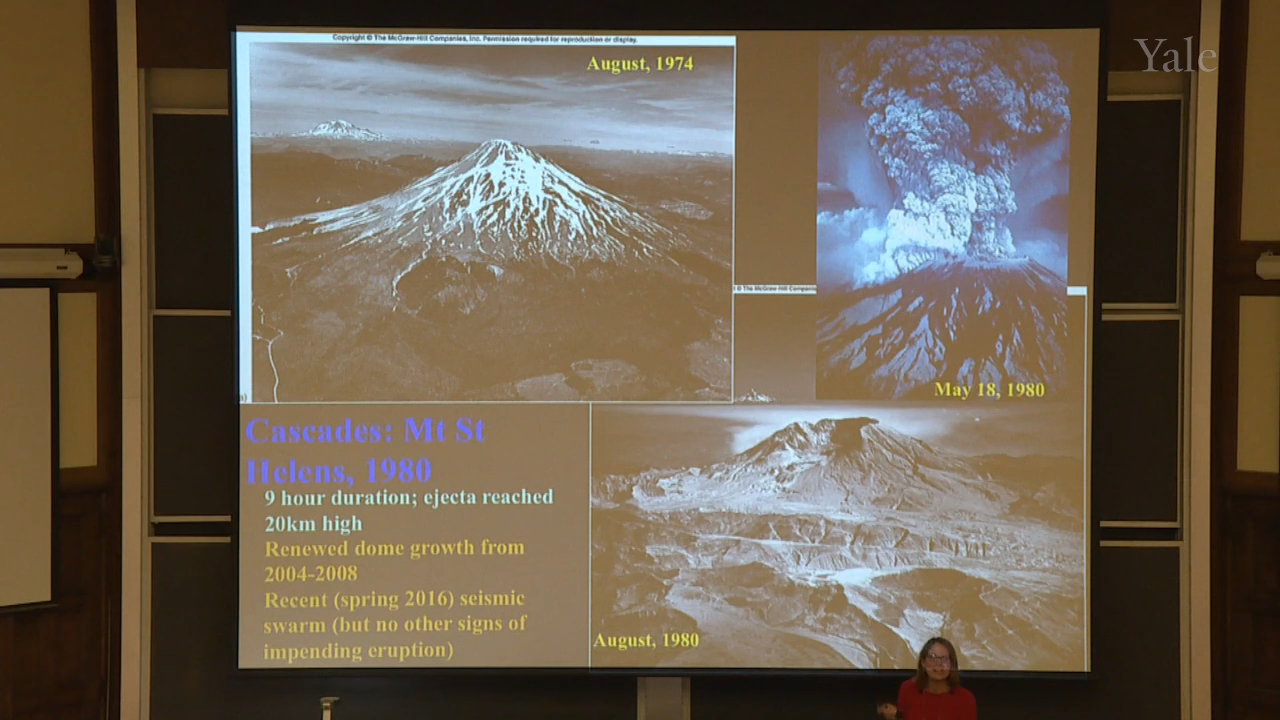 Copyright © The McGraw-Hill Companies, Inc. Permission required for reproduction or display.
August, 1974
Yale
© The McGraw-Hill Compani
May 18, 1980
Cascades: Mt St
Helens, 1980
9 hour duration; ejecta reached
20km high
Renewed dome growth from
2004-2008
Recent (spring 2016) seismic
swarm (but no other signs of
impending eruption)
August, 1980